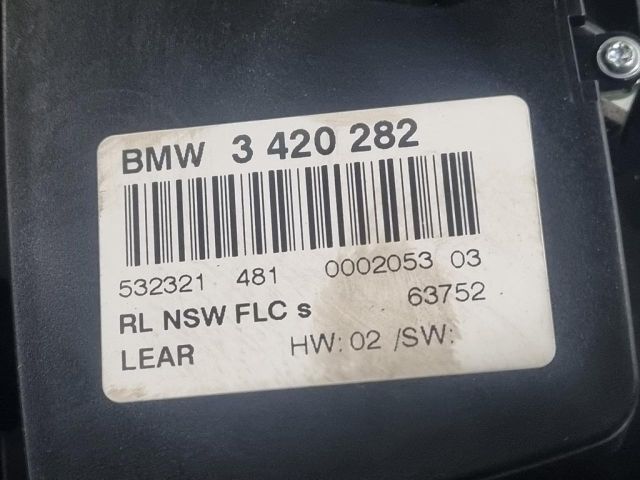 BMW 3 420 282
532321 481 0002053 03
RL NSW FLC s 63752
LEAR HW: 02 /SW: